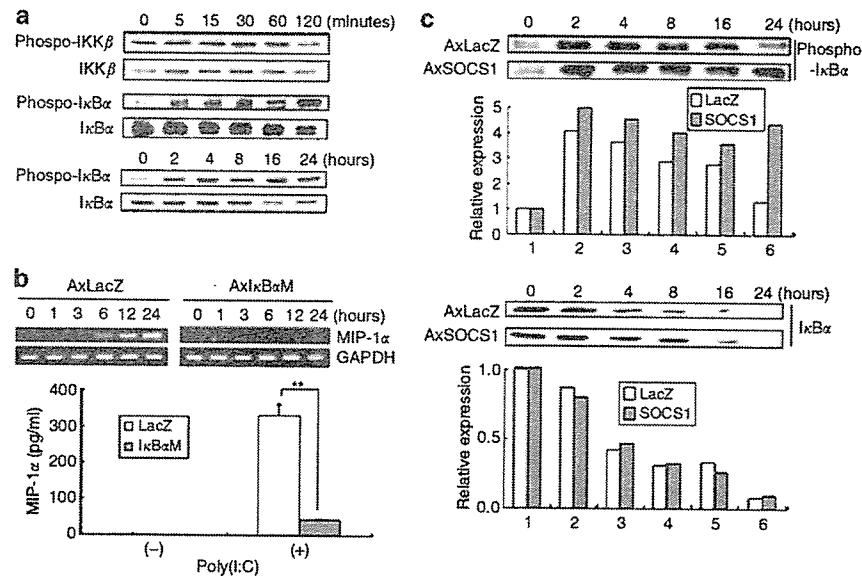 a
0 5 15 30 60 120 (minutes)
Phospho-IKKβ
IKKβ
Phospho-IκBα
IκBα
0 2 4 8 16 24 (hours)
Phospho-IκBα
IκBα
b
AxLacZ AxIκBαM
0 1 3 6 12 24 0 1 3 6 12 24 (hours)
MIP-1α
GAPDH
400
300
200
100
0
MIP-1α (pg/ml)
LacZ
IκBαM
**
(−) (+)
Poly(I:C)
c
0 2 4 8 16 24 (hours)
AxLacZ
AxSOCS1
Phospho
-IκBα
5
4
3
2
1
0
Relative expression
LacZ
SOCS1
1 2 3 4 5 6
0 2 4 8 16 24 (hours)
AxLacZ
AxSOCS1
IκBα
1.0
0.5
0.0
Relative expression
LacZ
SOCS1
1 2 3 4 5 6